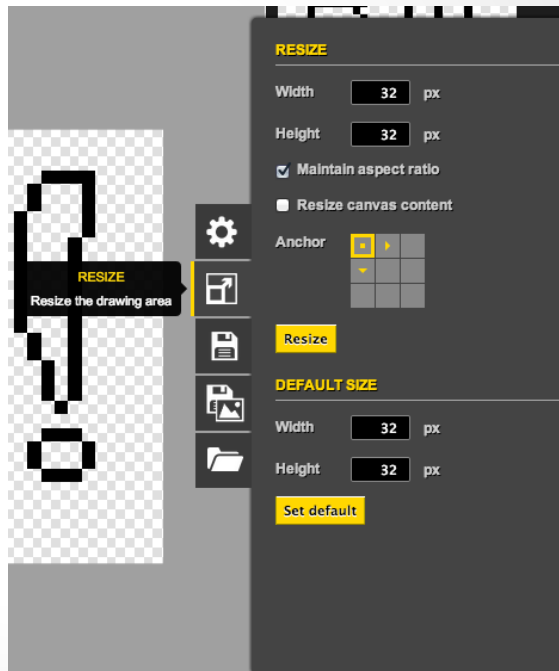 RESIZE
Width 32 px
Height 32 px
Maintain aspect ratio
Resize canvas content
Anchor
Resize
DEFAULT SIZE
Width 32 px
Height 32 px
Set default
RESIZE
Resize the drawing area